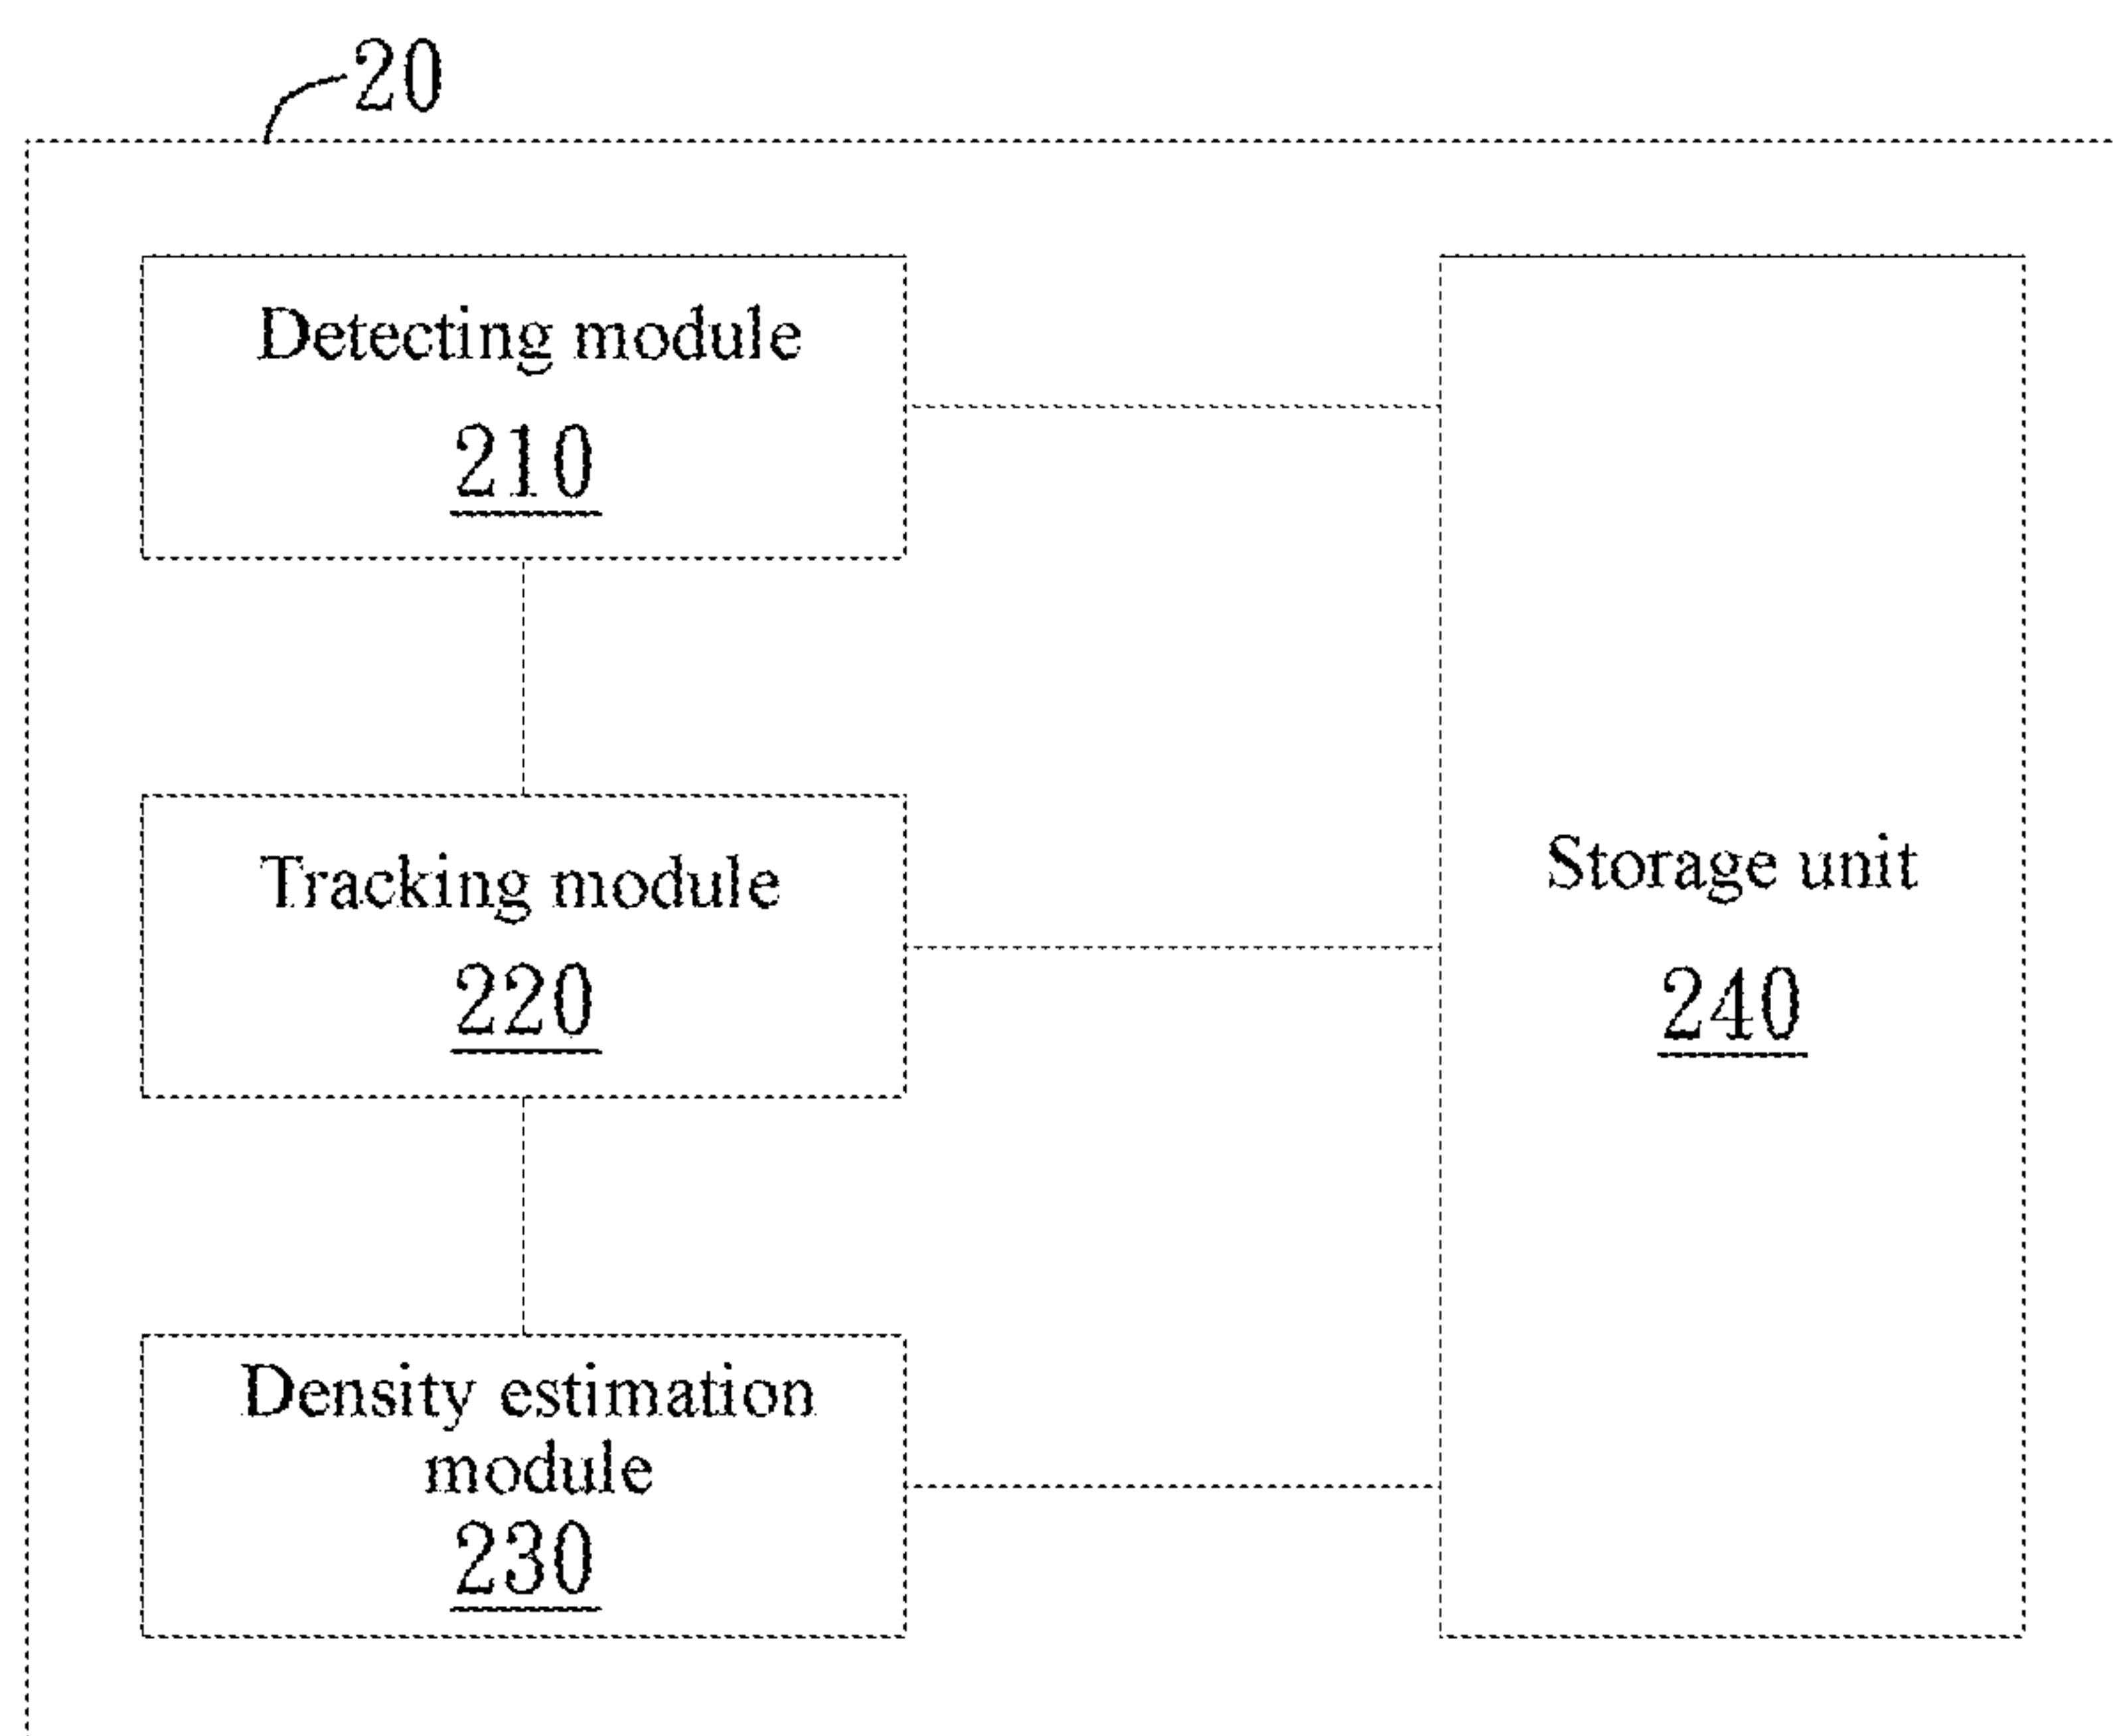 20
Detecting module
210
Tracking module
220
Storage unit
240
Density estimation
module
230